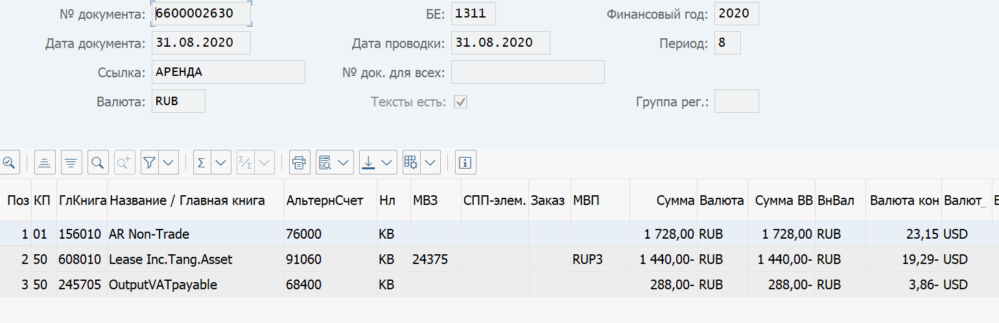 № документа: 6600002630 БЕ: 1311 Финансовый год: 2020
Дата документа: 31.08.2020 Дата проводки: 31.08.2020 Период: 8
Ссылка: АРЕНДА № док. для всех:
Валюта: RUB Тексты есть: Группа рег.:
Поз КП ГлКнига Название / Главная книга АльтернСчет Нл МВЗ СПП-элем. Заказ МВП Сумма Валюта Сумма ВВ ВнВал Валюта кон Валют...
1 01 156010 AR Non-Trade 76000 KB 1 728,00 RUB 1 728,00 RUB 23,15 USD
2 50 608010 Lease Inc.Tang.Asset 91060 KB 24375 RUP3 1 440,00- RUB 1 440,00- RUB 19,29- USD
3 50 245705 OutputVATpayable 68400 KB 288,00- RUB 288,00- RUB 3,86- USD